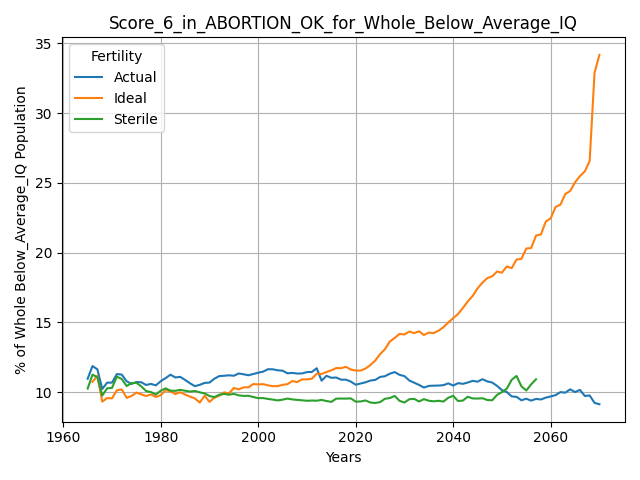 Score_6_in_ABORTION_OK_for_Whole_Below_Average_IQ
% of Whole Below_Average_IQ Population
35
30
25
20
15
10
Fertility
Actual
Ideal
Sterile
1960 1980 2000 2020 2040 2060
Years